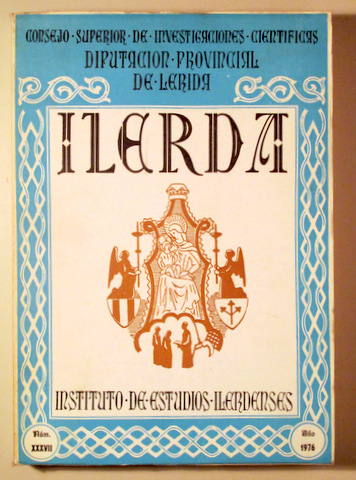 CONSEJO·SUPERIOR·DE·INVESTIGACIONES·CIENTIFICAS
DIPUTACION·PROVINCIAL
DE·LERIDA
ILERDA
INSTITUTO·DE·ESTUDIOS·ILERDENSES
Núm.
XXXVII
Año
1976